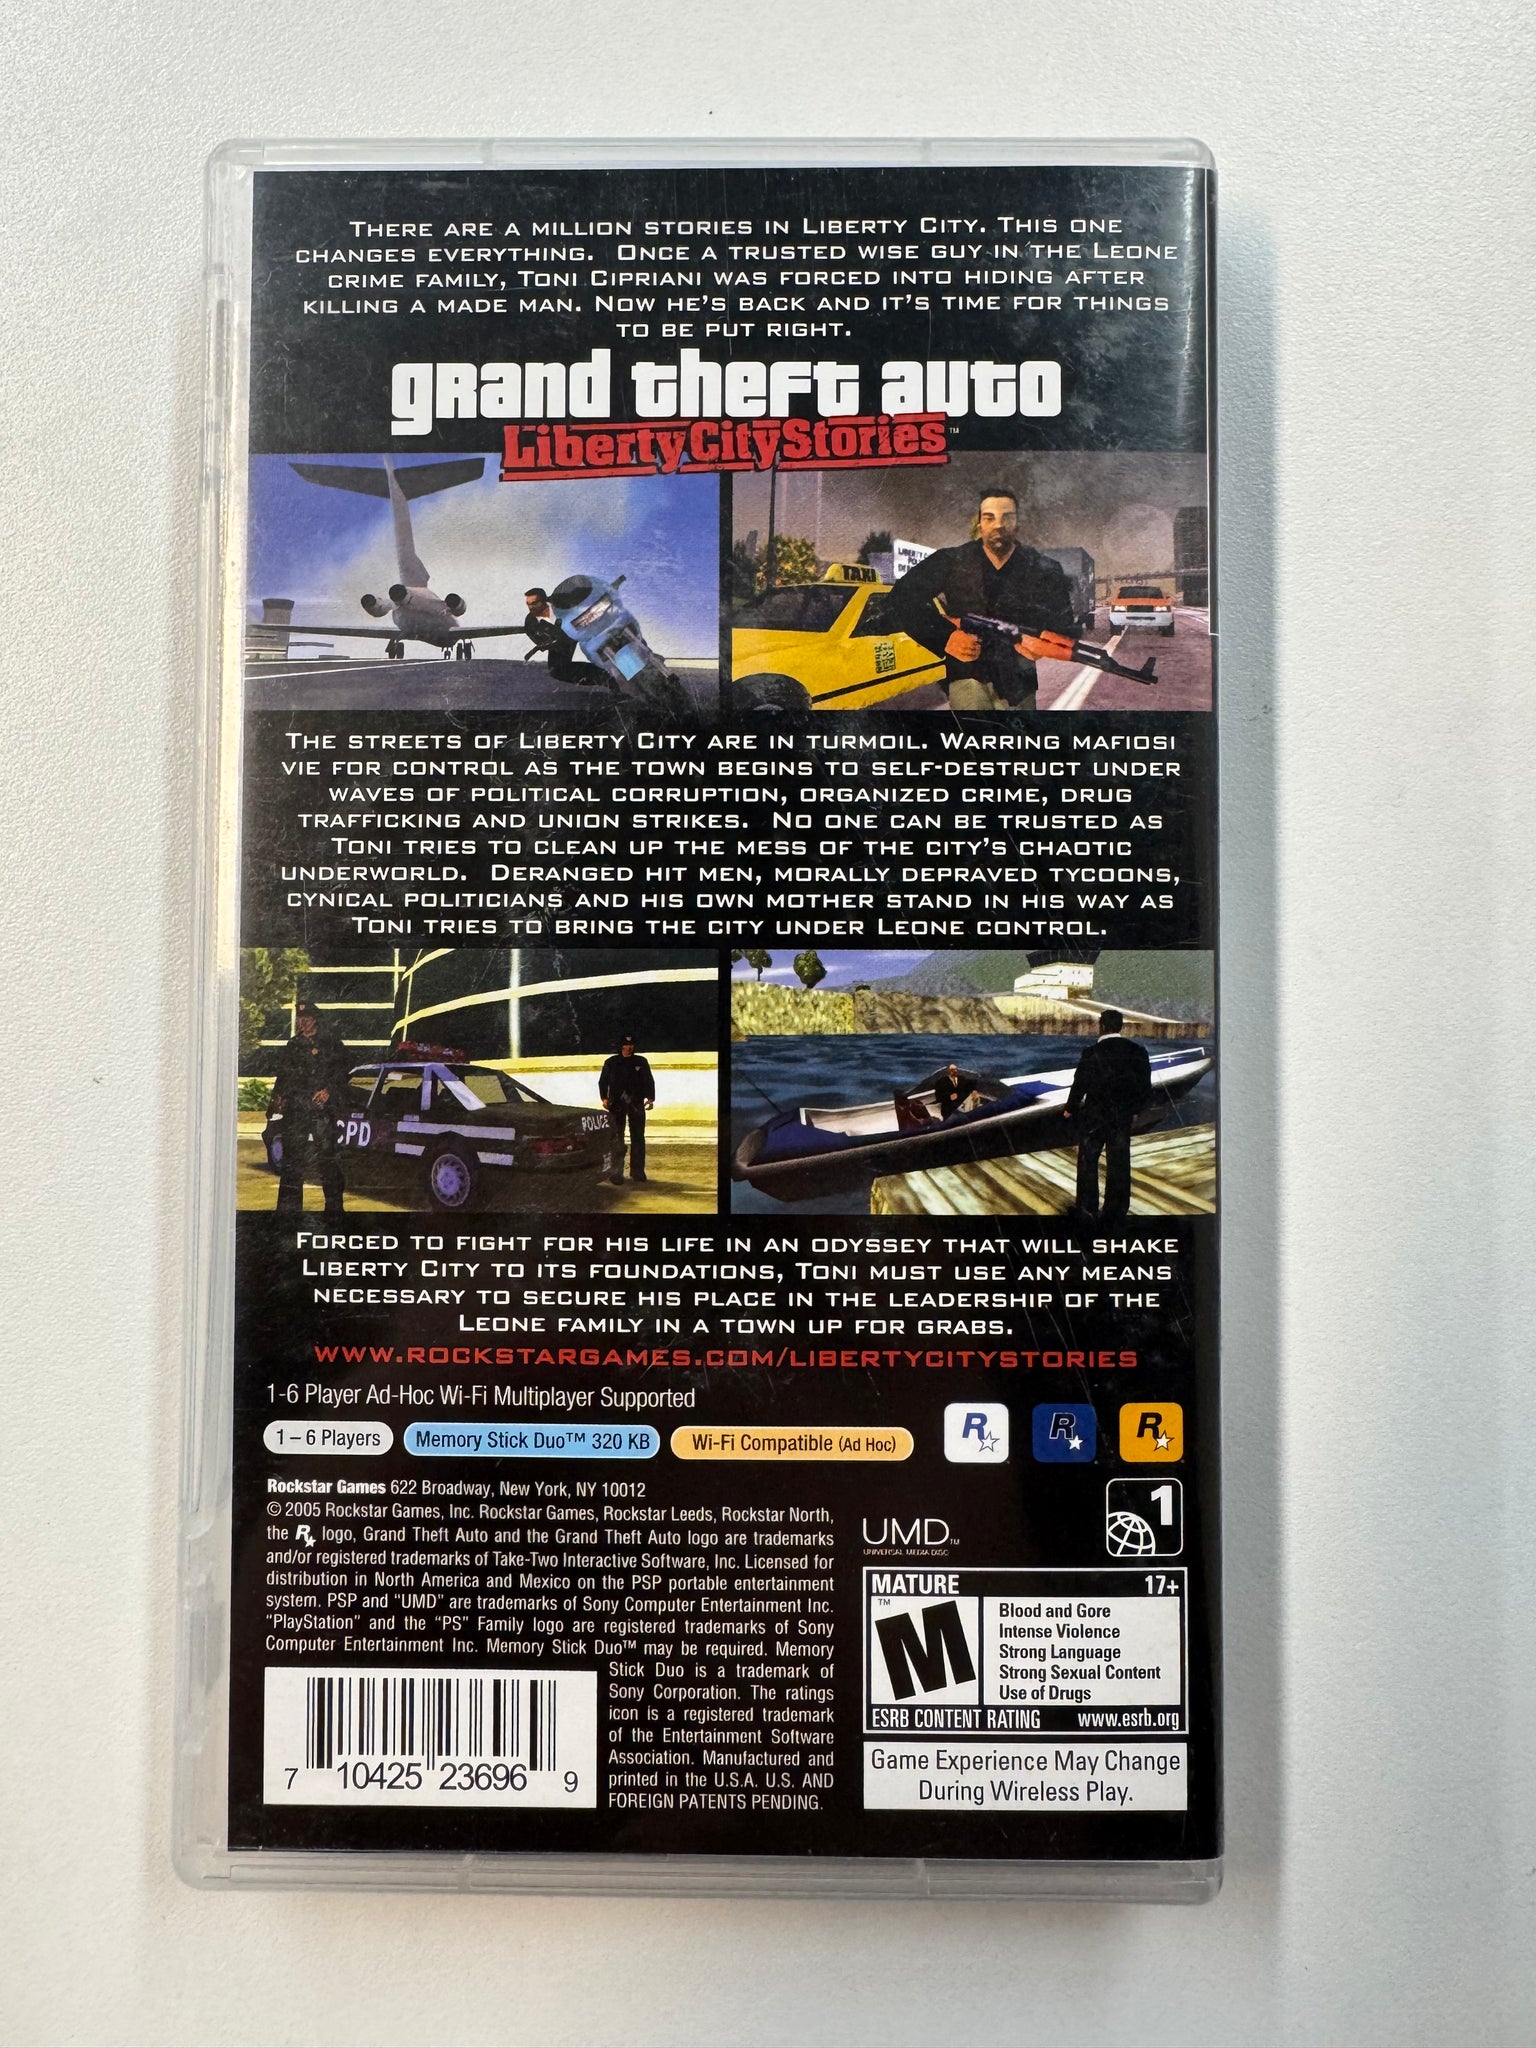 THERE ARE A MILLION STORIES IN LIBERTY CITY. THIS ONE
CHANGES EVERYTHING. ONCE A TRUSTED WISE GUY IN THE LEONE
CRIME FAMILY, TONI CIPRIANI WAS FORCED INTO HIDING AFTER
KILLING A MADE MAN. NOW HE'S BACK AND IT'S TIME FOR THINGS
TO BE PUT RIGHT.
grand theft auto
Liberty City Stories™
TAXI
LIBERTY C
THE STREETS OF LIBERTY CITY ARE IN TURMOIL. WARRING MAFIOSI
VIE FOR CONTROL AS THE TOWN BEGINS TO SELF-DESTRUCT UNDER
WAVES OF POLITICAL CORRUPTION, ORGANIZED CRIME, DRUG
TRAFFICKING AND UNION STRIKES. NO ONE CAN BE TRUSTED AS
TONI TRIES TO CLEAN UP THE MESS OF THE CITY'S CHAOTIC
UNDERWORLD. DERANGED HIT MEN, MORALLY DEPRAVED TYCOONS,
CYNICAL POLITICIANS AND HIS OWN MOTHER STAND IN HIS WAY AS
TONI TRIES TO BRING THE CITY UNDER LEONE CONTROL.
CPD
POLICE
FORCED TO FIGHT FOR HIS LIFE IN AN ODYSSEY THAT WILL SHAKE
LIBERTY CITY TO ITS FOUNDATIONS, TONI MUST USE ANY MEANS
NECESSARY TO SECURE HIS PLACE IN THE LEADERSHIP OF THE
LEONE FAMILY IN A TOWN UP FOR GRABS.
WWW.ROCKSTARGAMES.COM/LIBERTYCITYSTORIES
1-6 Player Ad-Hoc Wi-Fi Multiplayer Supported
1 – 6 Players
Memory Stick Duo™ 320 KB
Wi-Fi Compatible (Ad Hoc)
R
R
R
Rockstar Games 622 Broadway, New York, NY 10012
© 2005 Rockstar Games, Inc. Rockstar Games, Rockstar Leeds, Rockstar North,
the R logo, Grand Theft Auto and the Grand Theft Auto logo are trademarks
and/or registered trademarks of Take-Two Interactive Software, Inc. Licensed for
distribution in North America and Mexico on the PSP portable entertainment
system. PSP and "UMD" are trademarks of Sony Computer Entertainment Inc.
"PlayStation" and the "PS" Family logo are registered trademarks of Sony
Computer Entertainment Inc. Memory Stick Duo™ may be required. Memory
Stick Duo is a trademark of
Sony Corporation. The ratings
icon is a registered trademark
of the Entertainment Software
Association. Manufactured and
printed in the U.S.A. U.S. AND
FOREIGN PATENTS PENDING.
7 10425 23696 9
1
UMD™
UNIVERSAL MEDIA DISC
MATURE 17+
M™
Blood and Gore
Intense Violence
Strong Language
Strong Sexual Content
Use of Drugs
ESRB CONTENT RATING www.esrb.org
Game Experience May Change
During Wireless Play.